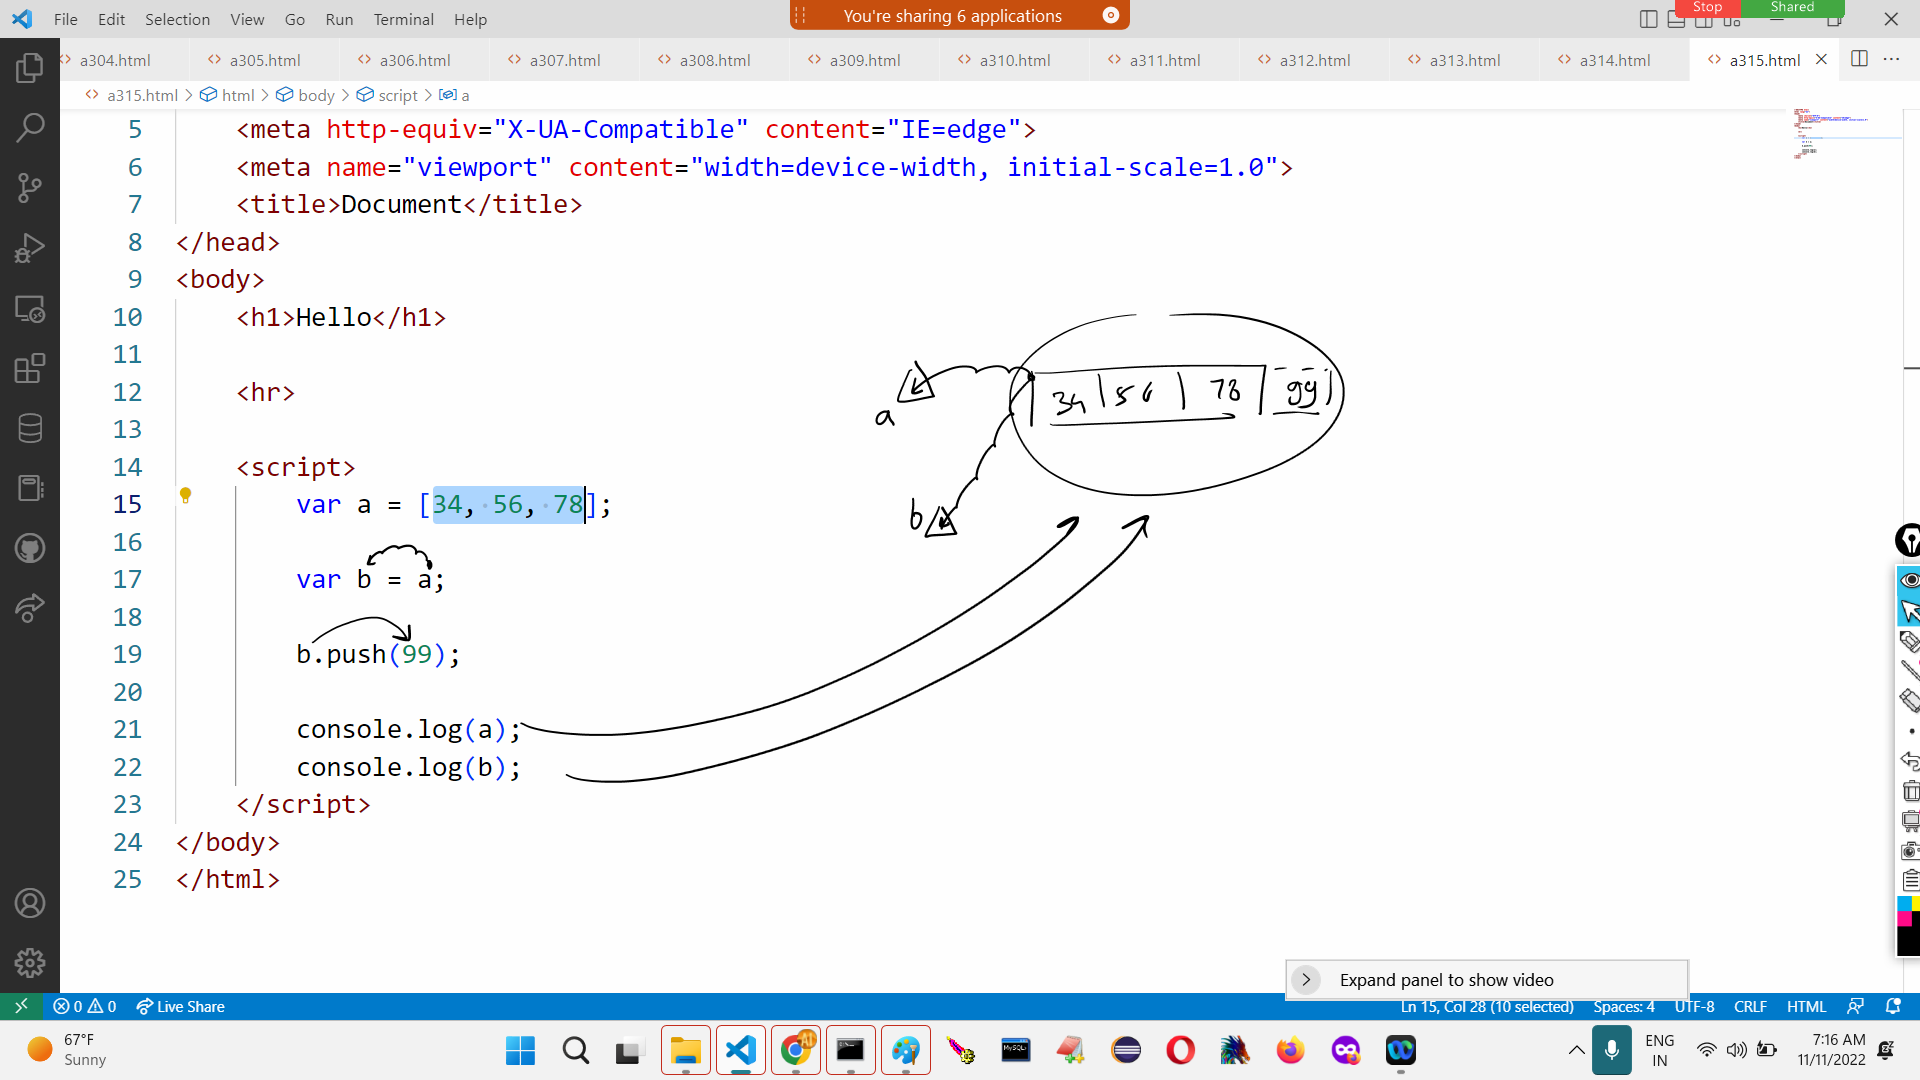 File Edit Selection View Go Run Terminal Help
You're sharing 6 applications
Stop Shared
a304.html a305.html a306.html a307.html a308.html a309.html a310.html a311.html a312.html a313.html a314.html a315.html
a315.html > html > body > script > a
5 <meta http-equiv="X-UA-Compatible" content="IE=edge">
6 <meta name="viewport" content="width=device-width, initial-scale=1.0">
7 <title>Document</title>
8 </head>
9 <body>
10 <h1>Hello</h1>
11
12 <hr>
13
14 <script>
15 var a = [34, 56, 78];
16
17 var b = a;
18
19 b.push(99);
20
21 console.log(a);
22 console.log(b);
23 </script>
24 </body>
25 </html>
a
34 56 78 99
b
Expand panel to show video
0 0 Live Share
Ln 15, Col 28 (10 selected) Spaces: 4 UTF-8 CRLF HTML
67°F
Sunny
MySQL
ENG
IN
7:16 AM
11/11/2022